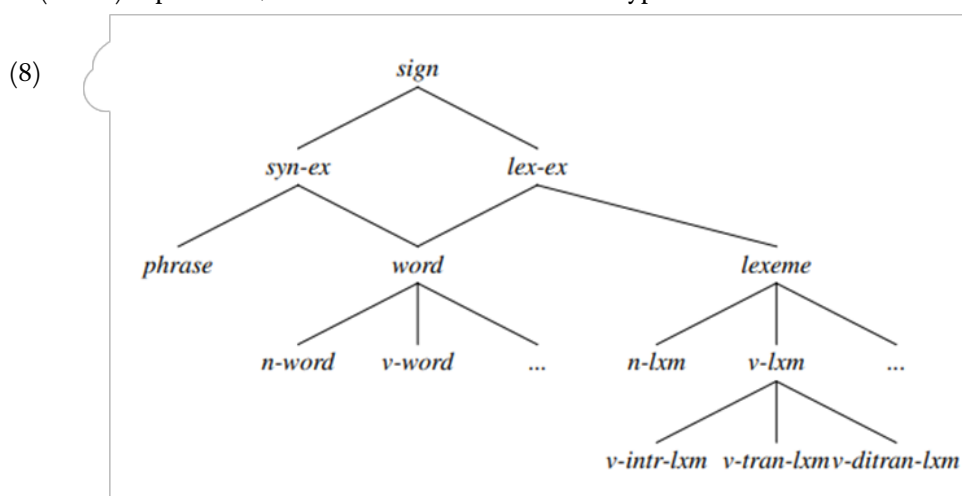 (8)
sign
syn-ex lex-ex
phrase word lexeme
n-word v-word ... n-lxm v-lxm ...
v-intr-lxm v-tran-lxm v-ditran-lxm